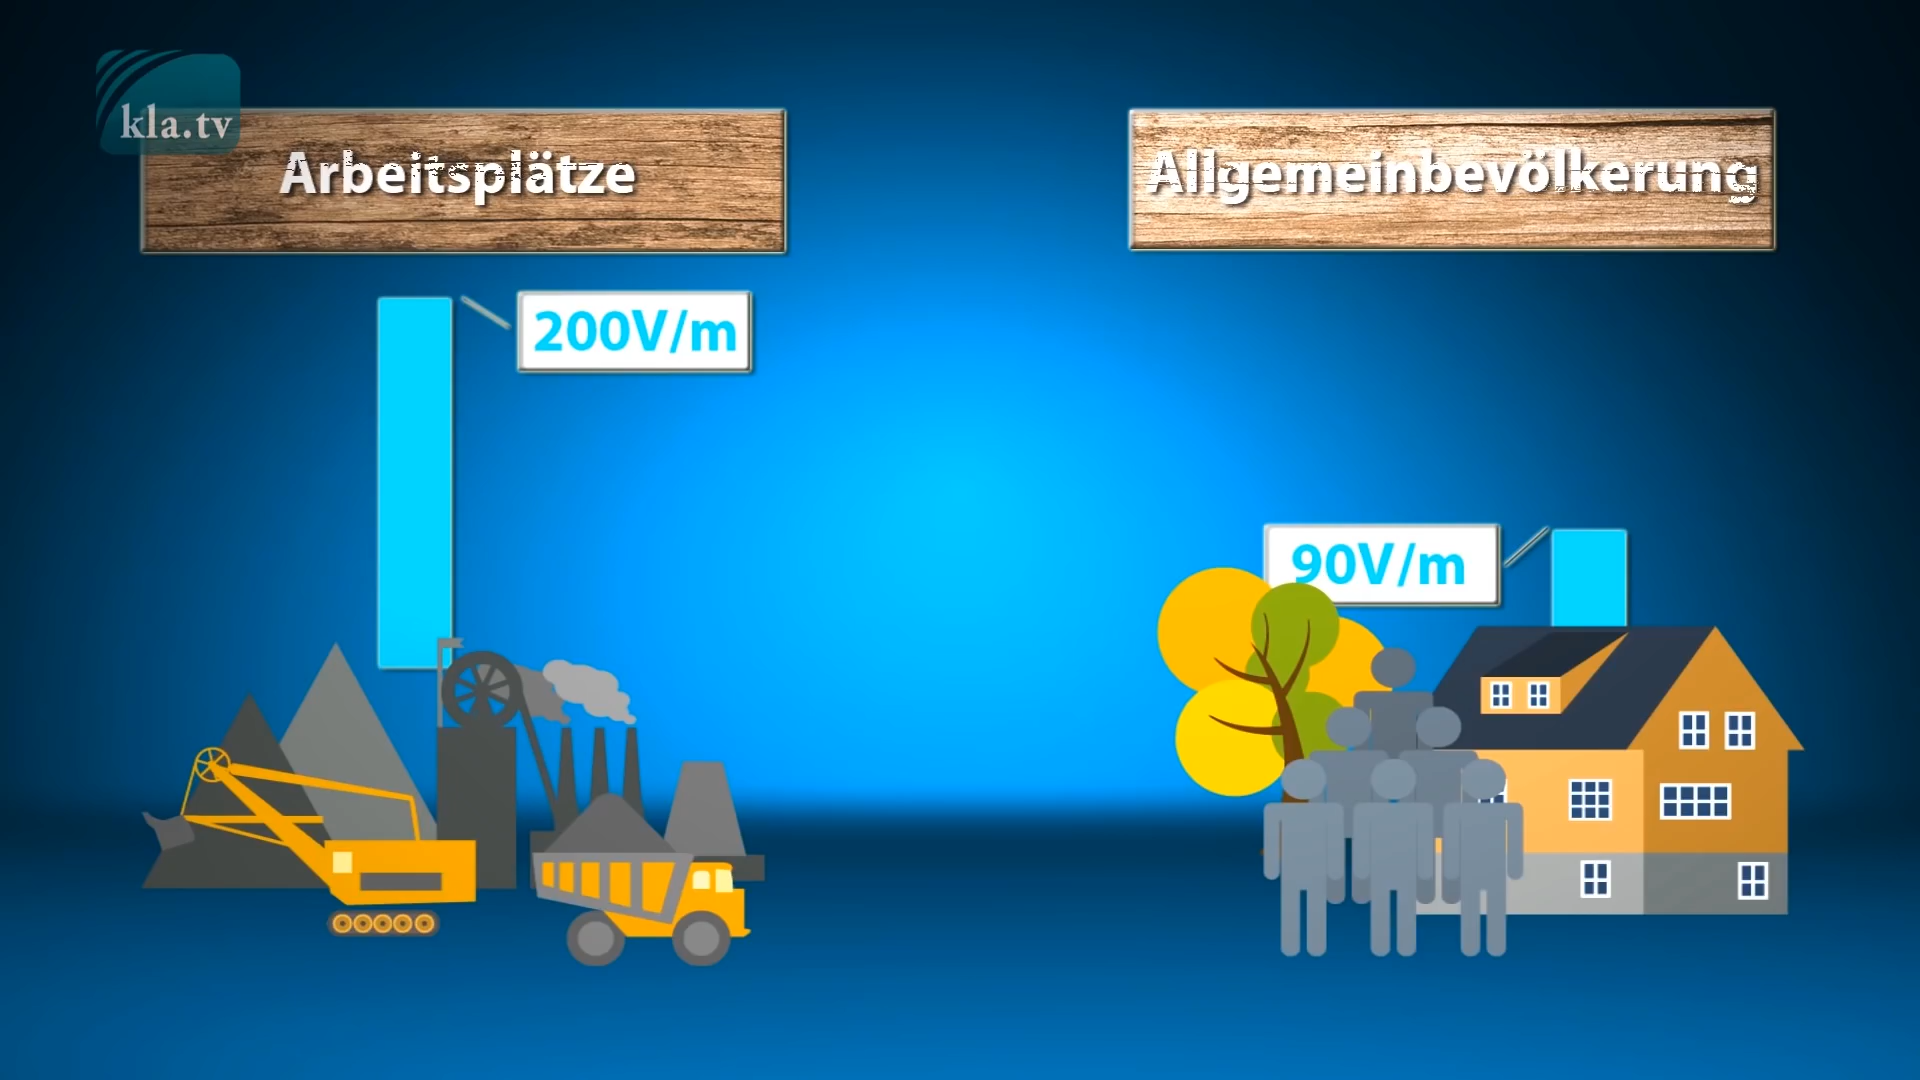 kla.tv
Arbeitsplätze
Allgemeinbevölkerung
200V/m
90V/m